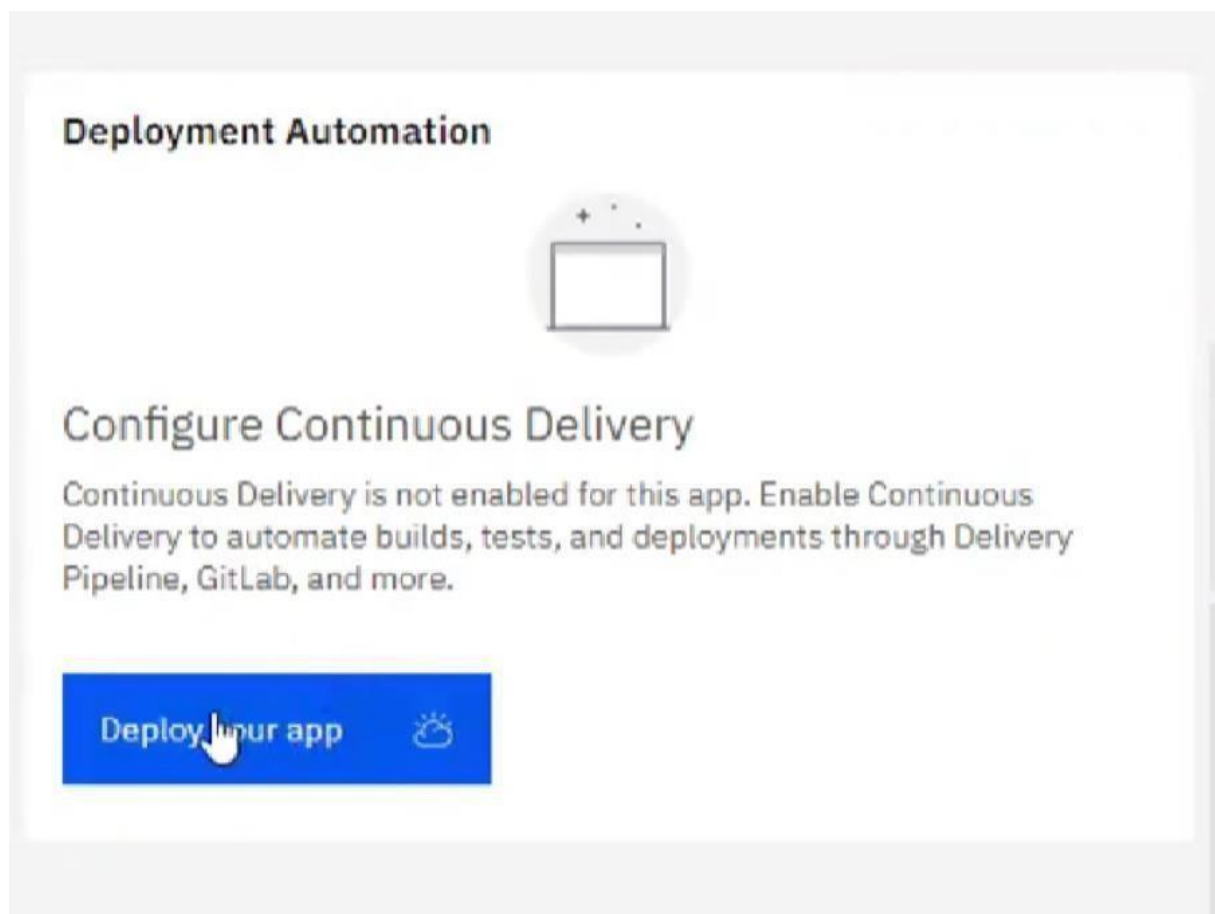 Deployment Automation
Configure Continuous Delivery
Continuous Delivery is not enabled for this app. Enable Continuous
Delivery to automate builds, tests, and deployments through Delivery
Pipeline, GitLab, and more.
Deploy your app